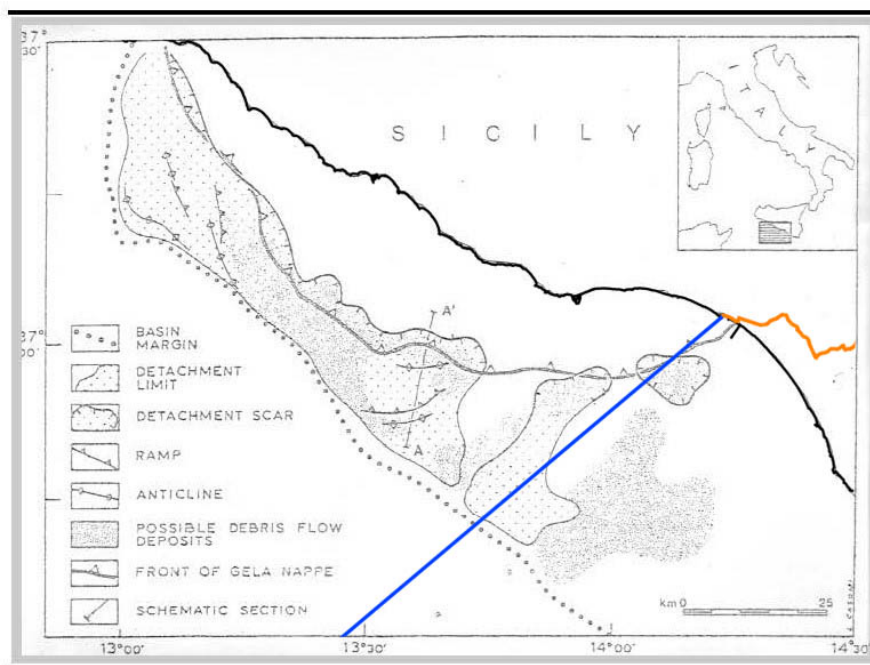 37°
30'
SICILY
ITALY
A'
A
37°
00'
BASIN
MARGIN
DETACHMENT
LIMIT
DETACHMENT SCAR
RAMP
ANTICLINE
POSSIBLE DEBRIS FLOW
DEPOSITS
FRONT OF GELA NAPPE
SCHEMATIC SECTION
km 0 25
13°00' 13°30' 14°00' 14°30'